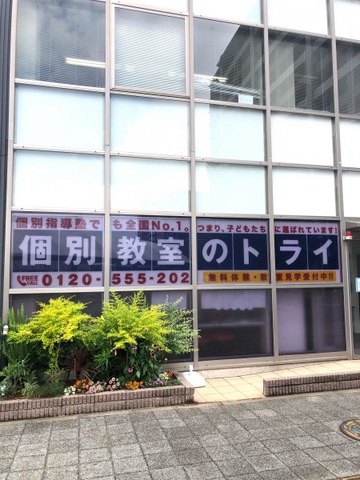 個別指導塾でも全国No.1。つまり、子どもたちに選ばれています!
個別教室のトライ
FREE CALL 0120-555-202 無料体験・教室見学受付中!!